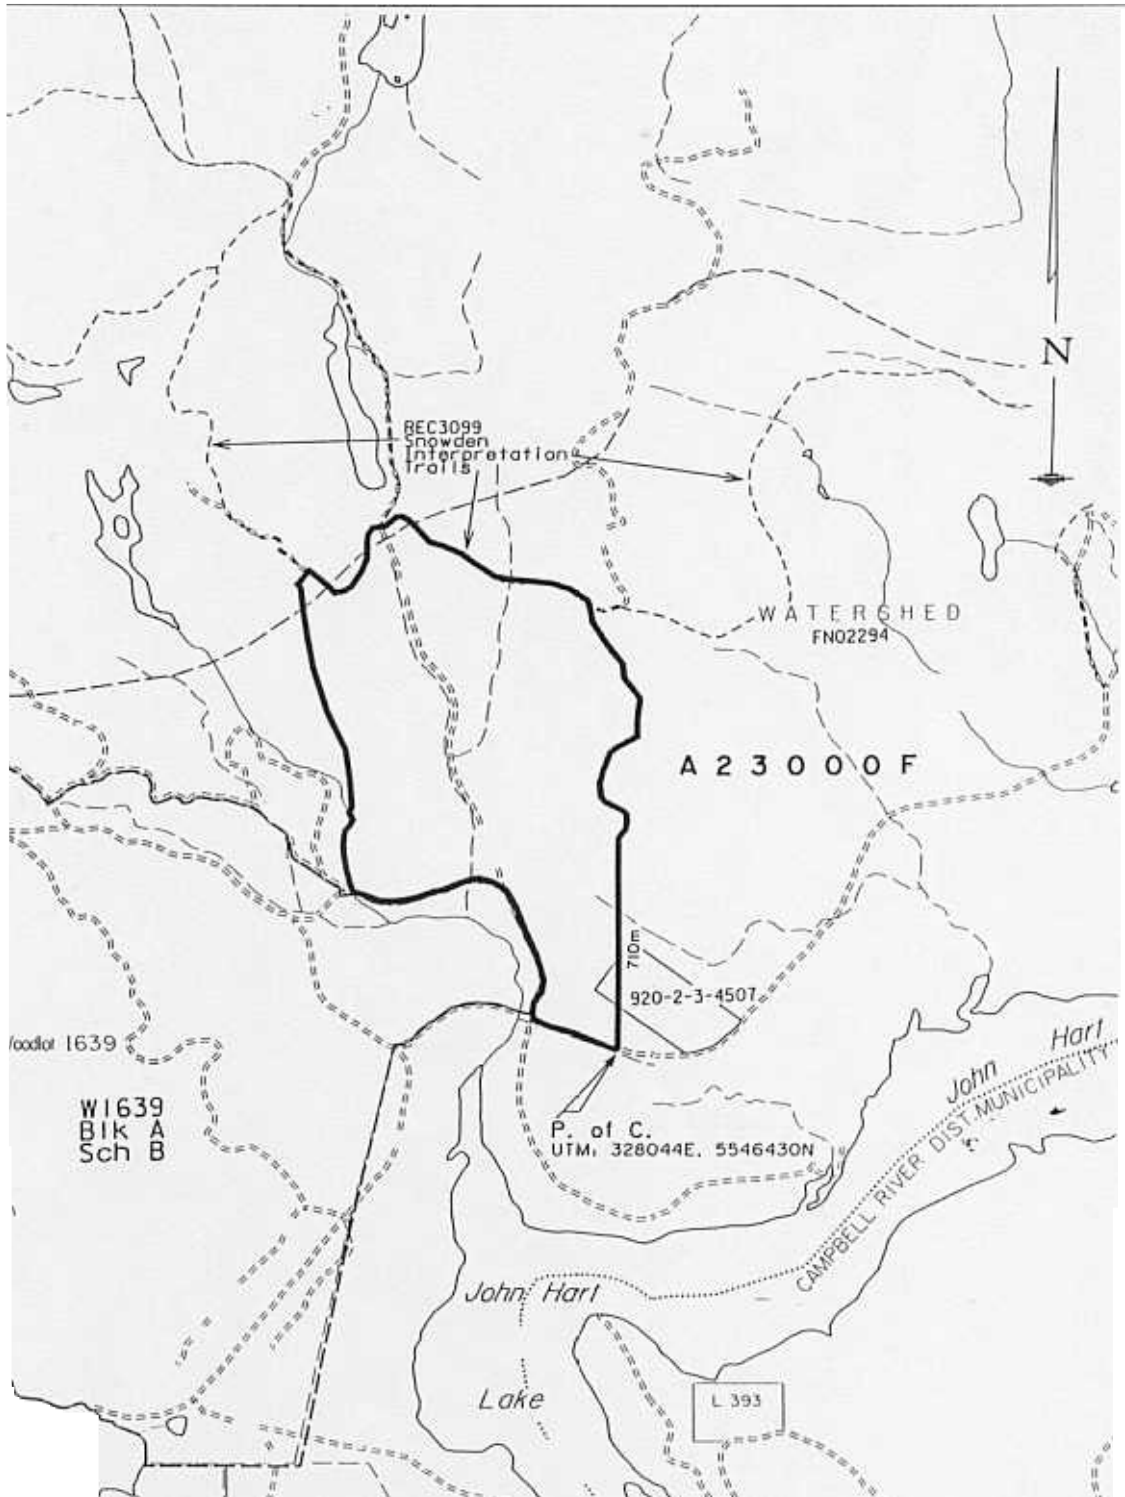 N
REC3099
Snowden
Interpretation
Trails
WATERSHED
FN02294
A23000F
710m
920-2-3-4507
oodlot 1639
W1639
Blk A
Sch B
P. of C.
UTM: 328044E, 5546430N
John Hart
CAMPBELL RIVER DIST. MUNICIPALITY
John Hart
Lake
L 393